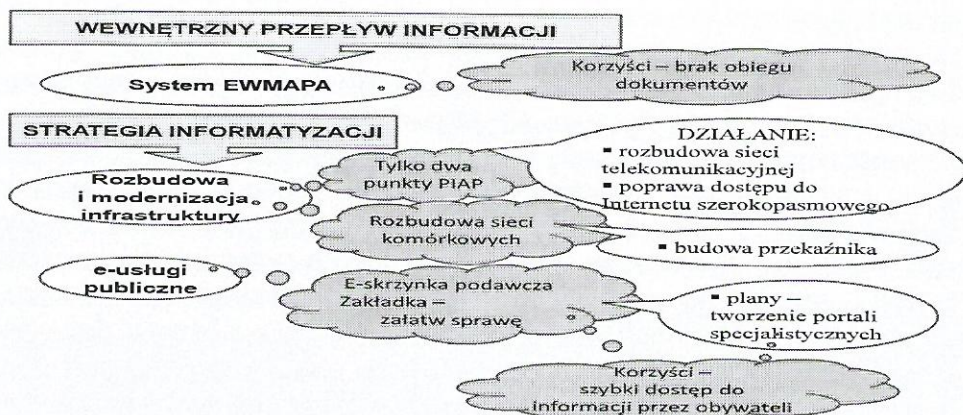 WEWNĘTRZNY PRZEPŁYW INFORMACJI
System EWMAPA
Korzyści – brak obiegu
dokumentów
STRATEGIA INFORMATYZACJI
Rozbudowa
i modernizacja
infrastruktury
Tylko dwa
punkty PIAP
DZIAŁANIE:
▪ rozbudowa sieci
telekomunikacyjnej
▪ poprawa dostępu do
Internetu szerokopasmowego
Rozbudowa sieci
komórkowych
▪ budowa przekaźnika
e-usługi
publiczne
E-skrzynka podawcza
Zakładka –
załatw sprawę
▪ plany –
tworzenie portali
specjalistycznych
Korzyści –
szybki dostęp do
informacji przez obywateli